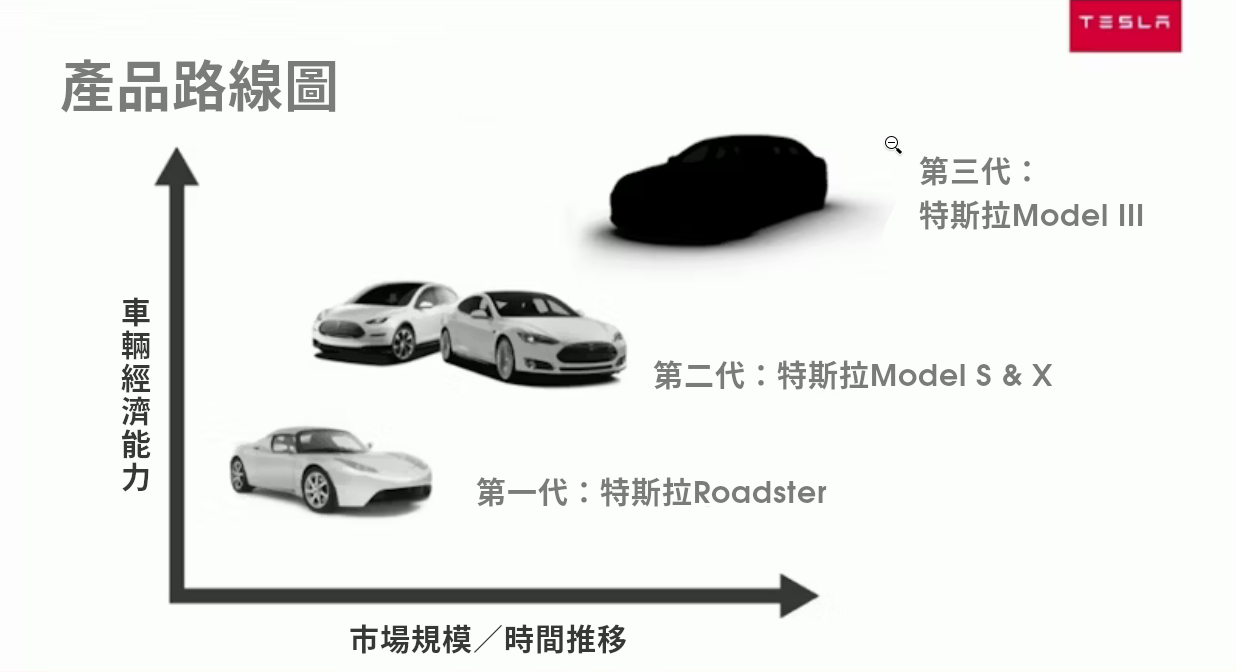 TESLA
產品路線圖
第三代：
特斯拉Model III
車輛經濟能力
第二代：特斯拉Model S & X
第一代：特斯拉Roadster
市場規模／時間推移